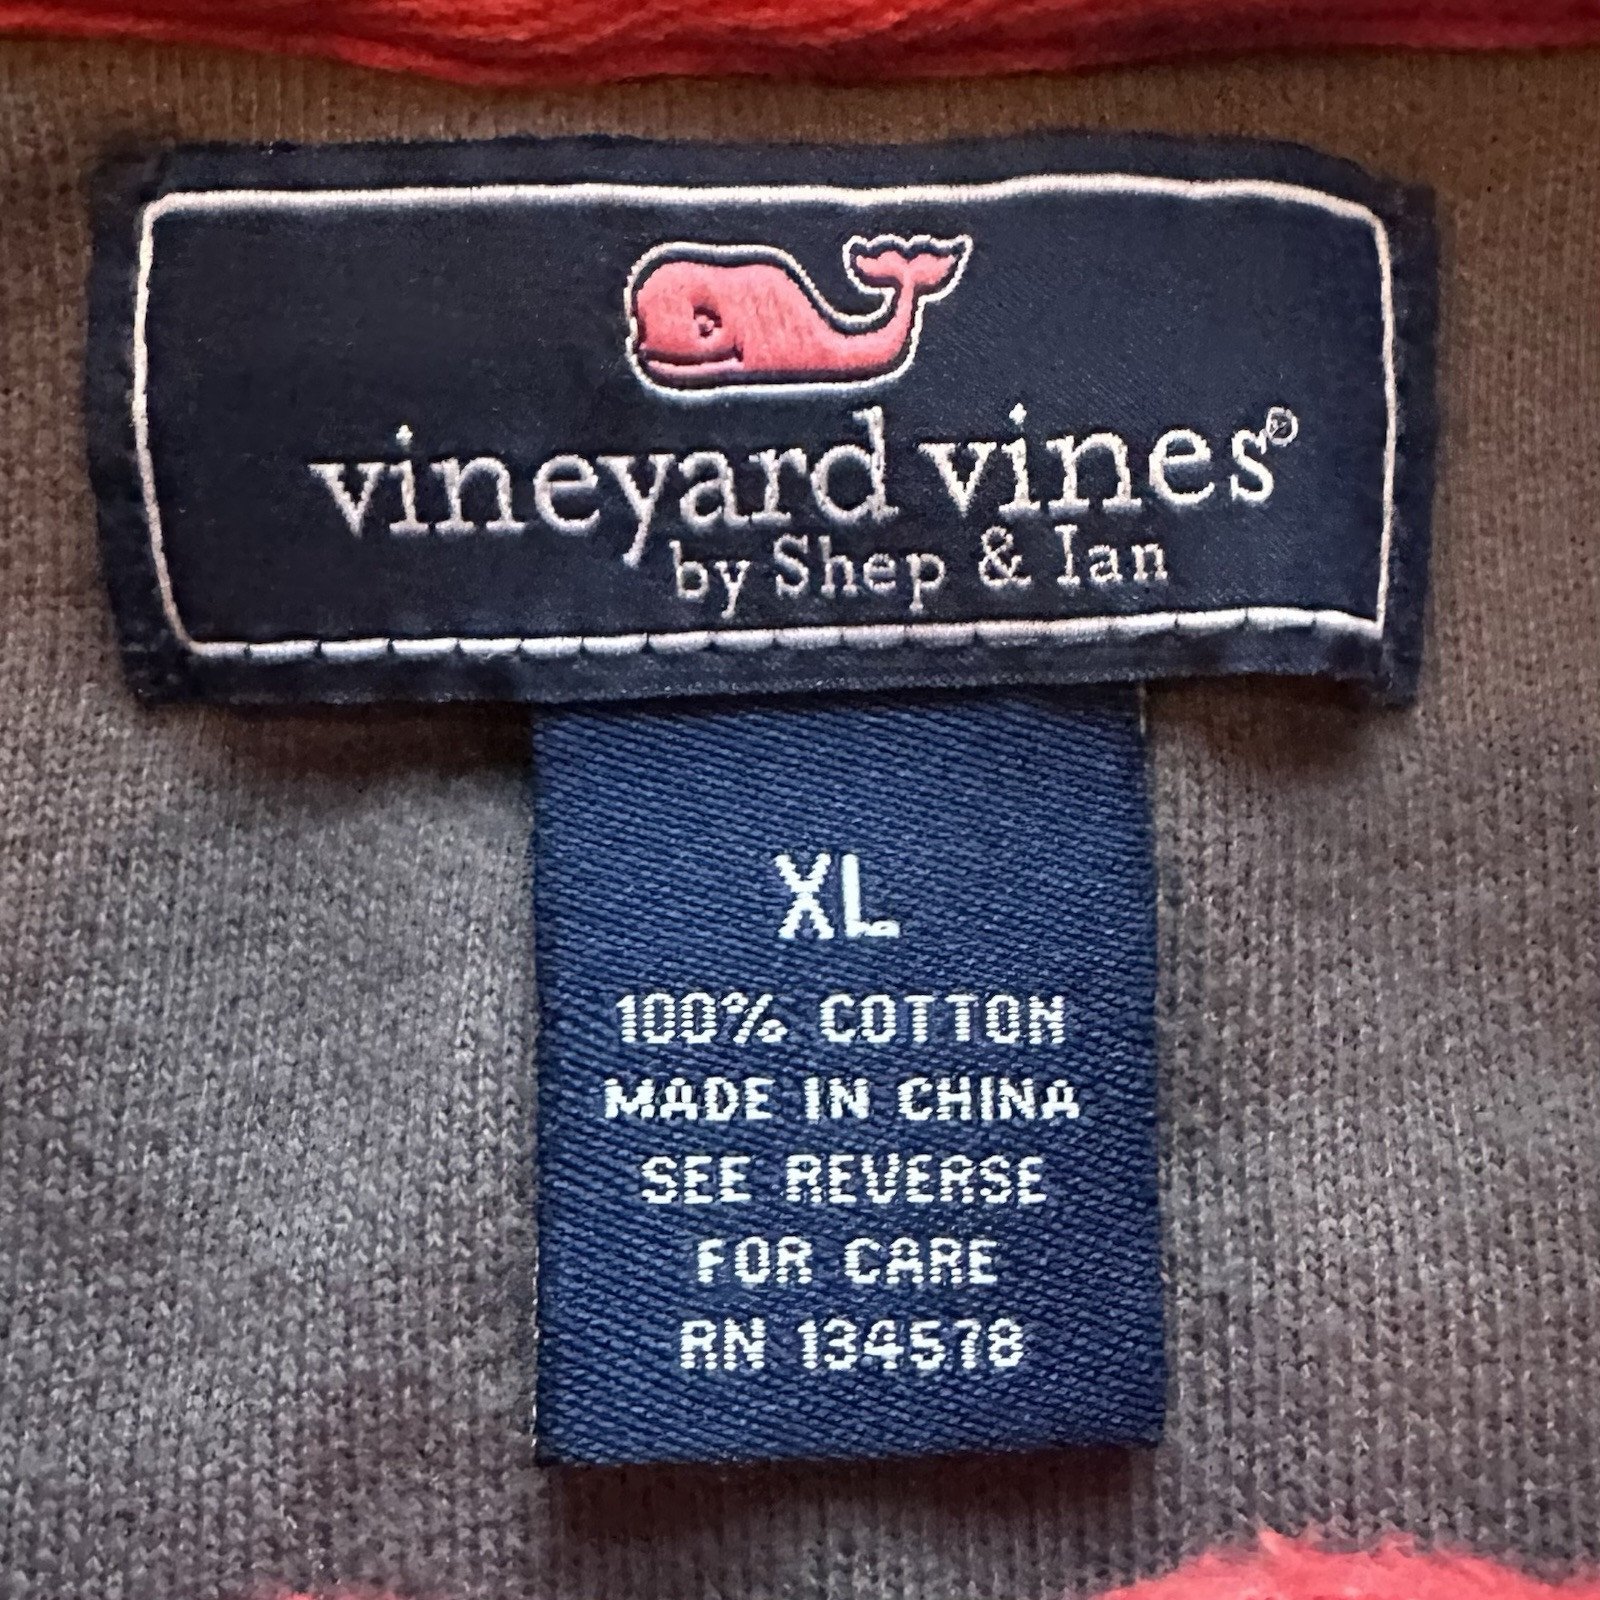 vineyard vines®
by Shep & Ian
XL
100% COTTON
MADE IN CHINA
SEE REVERSE
FOR CARE
RN 134578